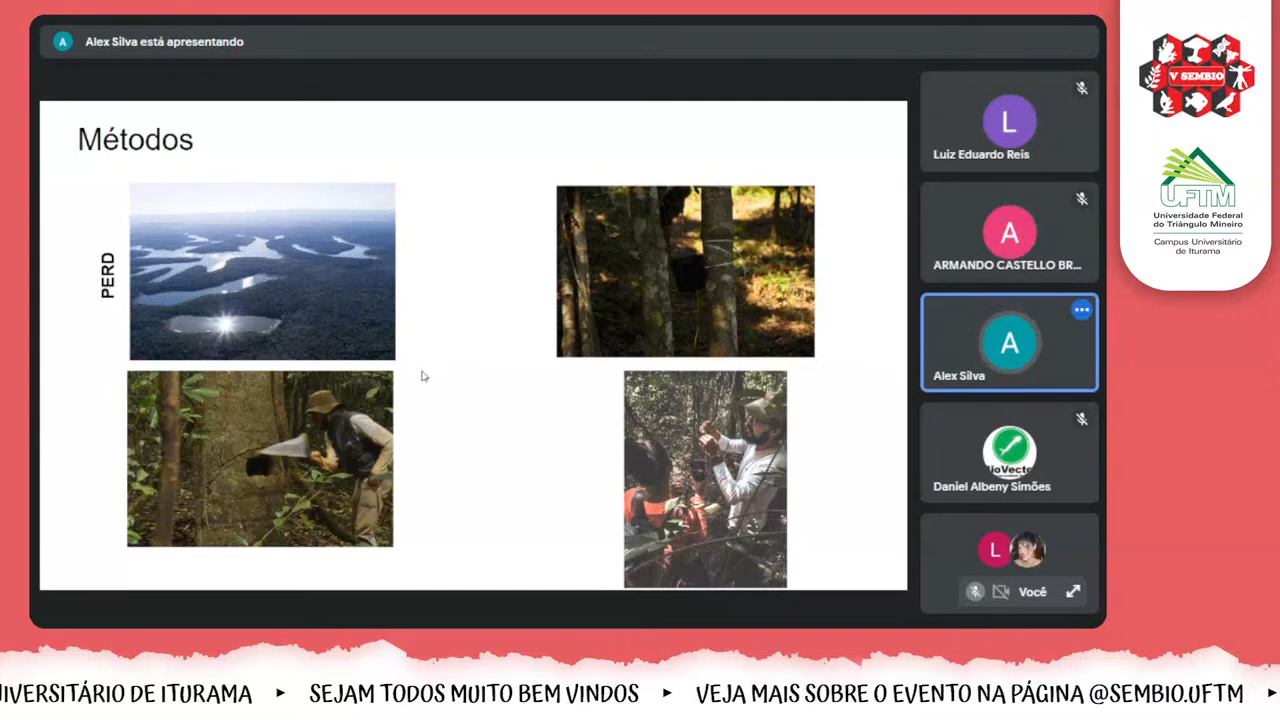 A
Alex Silva está apresentando
Métodos
PERD
L
Luiz Eduardo Reis
A
ARMANDO CASTELLO BR...
A
Alex Silva
Daniel Albeny Simões
L
Você
V SEMBIO
UFTM
Universidade Federal
do Triângulo Mineiro
Campus Universitário
de Iturama
IVERSITÁRIO DE ITURAMA ▸ SEJAM TODOS MUITO BEM VINDOS ▸ VEJA MAIS SOBRE O EVENTO NA PÁGINA @SEMBIO.UFTM ▸